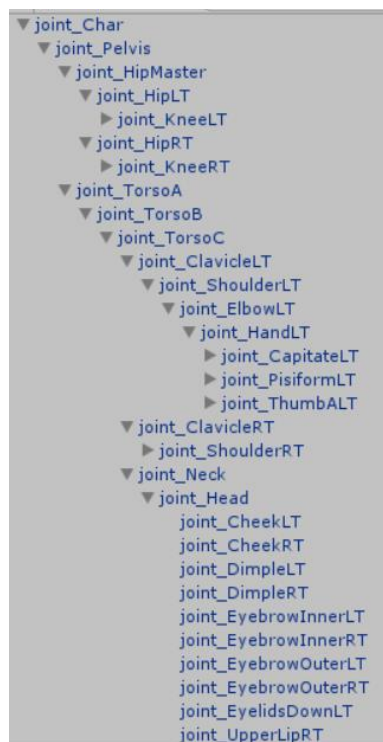 joint_Char
joint_Pelvis
joint_HipMaster
joint_HipLT
joint_KneeLT
joint_HipRT
joint_KneeRT
joint_TorsoA
joint_TorsoB
joint_TorsoC
joint_ClavicleLT
joint_ShoulderLT
joint_ElbowLT
joint_HandLT
joint_CapitateLT
joint_PisiformLT
joint_ThumbALT
joint_ClavicleRT
joint_ShoulderRT
joint_Neck
joint_Head
joint_CheekLT
joint_CheekRT
joint_DimpleLT
joint_DimpleRT
joint_EyebrowInnerLT
joint_EyebrowInnerRT
joint_EyebrowOuterLT
joint_EyebrowOuterRT
joint_EyelidsDownLT
joint_UpperLipRT